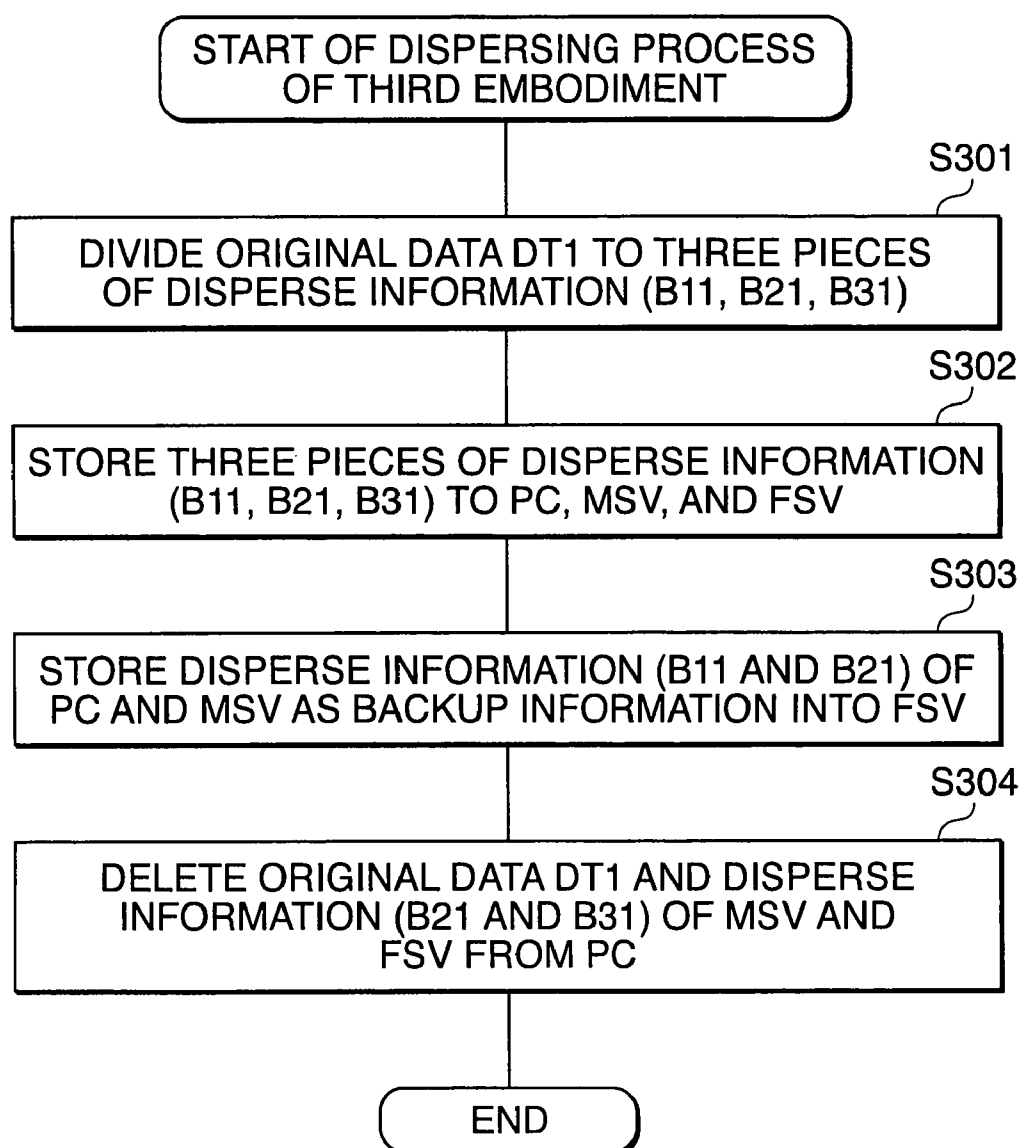 START OF DISPERSING PROCESS
OF THIRD EMBODIMENT
S301
DIVIDE ORIGINAL DATA DT1 TO THREE PIECES
OF DISPERSE INFORMATION (B11, B21, B31)
S302
STORE THREE PIECES OF DISPERSE INFORMATION
(B11, B21, B31) TO PC, MSV, AND FSV
S303
STORE DISPERSE INFORMATION (B11 AND B21) OF
PC AND MSV AS BACKUP INFORMATION INTO FSV
S304
DELETE ORIGINAL DATA DT1 AND DISPERSE
INFORMATION (B21 AND B31) OF MSV AND
FSV FROM PC
END